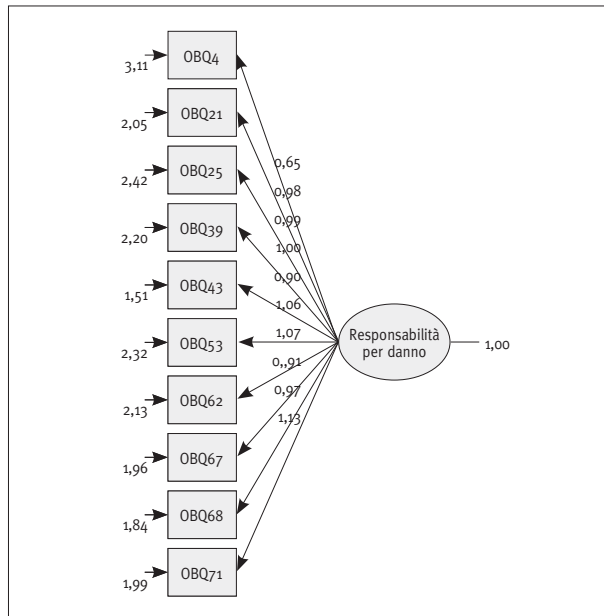 OBQ4
3,11
OBQ21
2,05
OBQ25
2,42
OBQ39
2,20
OBQ43
1,51
OBQ53
2,32
OBQ62
2,13
OBQ67
1,96
OBQ68
1,84
OBQ71
1,99
0,65
0,98
0,99
1,00
0,90
1,06
1,07
0,,91
0,97
1,13
Responsabilità
per danno
1,00